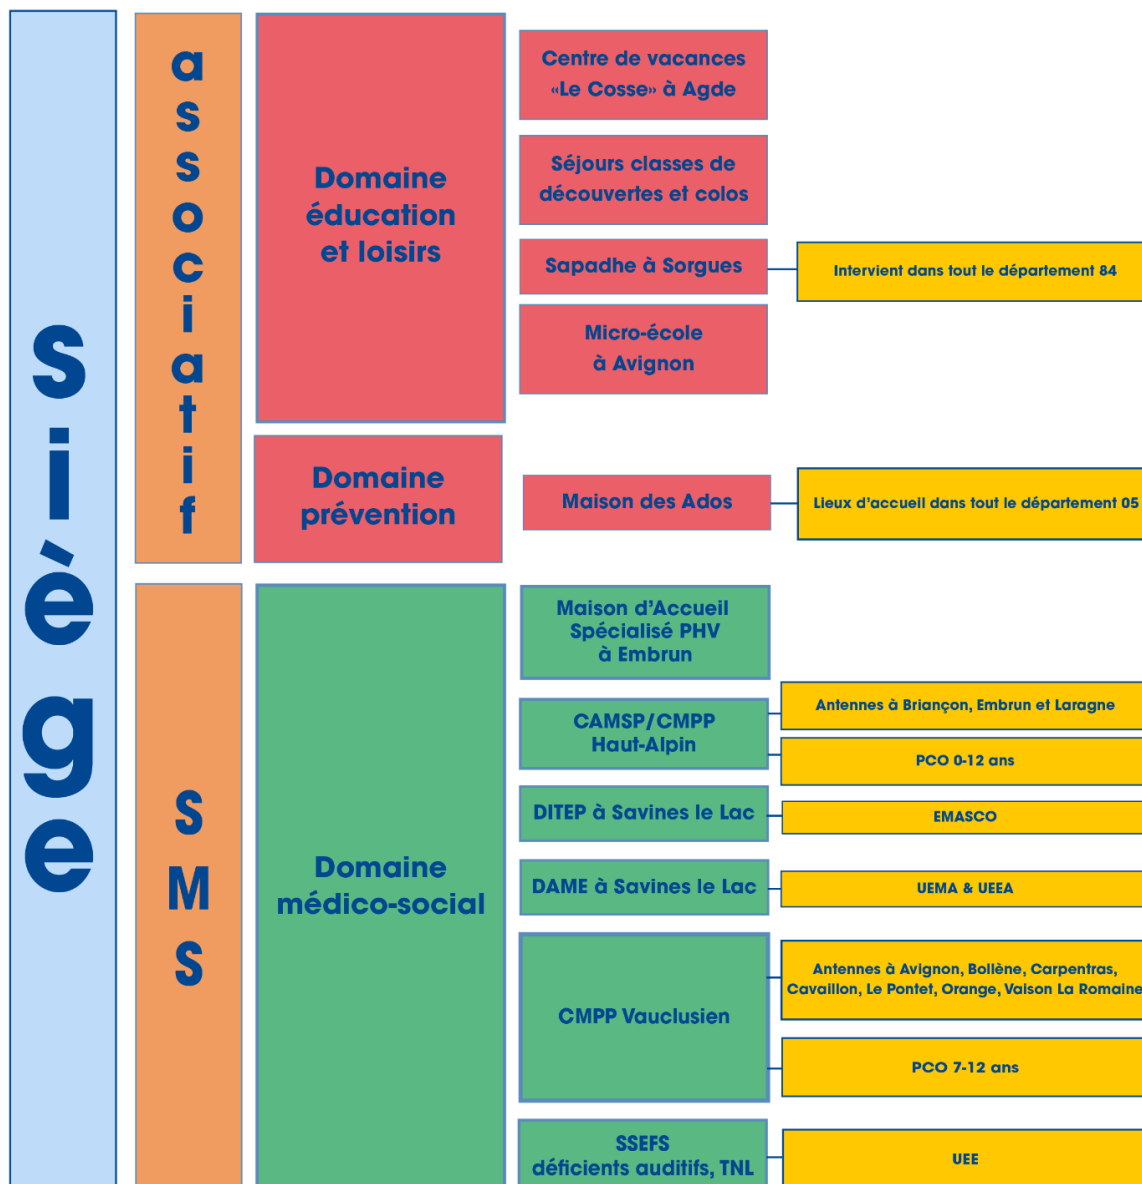 siége
associatif
Domaine
éducation
et loisirs
Centre de vacances
«Le Cosse» à Agde
Séjours classes de
découvertes et colos
Sapadhe à Sorgues
Intervient dans tout le département 84
Micro-école
à Avignon
Domaine
prévention
Maison des Ados
Lieux d'accueil dans tout le département 05
SMS
Domaine
médico-social
Maison d'Accueil
Spécialisé PHV
à Embrun
CAMSP/CMPP
Haut-Alpin
Antennes à Briançon, Embrun et Laragne
PCO 0-12 ans
DITEP à Savines le Lac
EMASCO
DAME à Savines le Lac
UEMA & UEEA
CMPP Vauclusien
Antennes à Avignon, Bollène, Carpentras,
Cavaillon, Le Pontet, Orange, Vaison La Romaine
PCO 7-12 ans
SSEFS
déficients auditifs, TNL
UEE